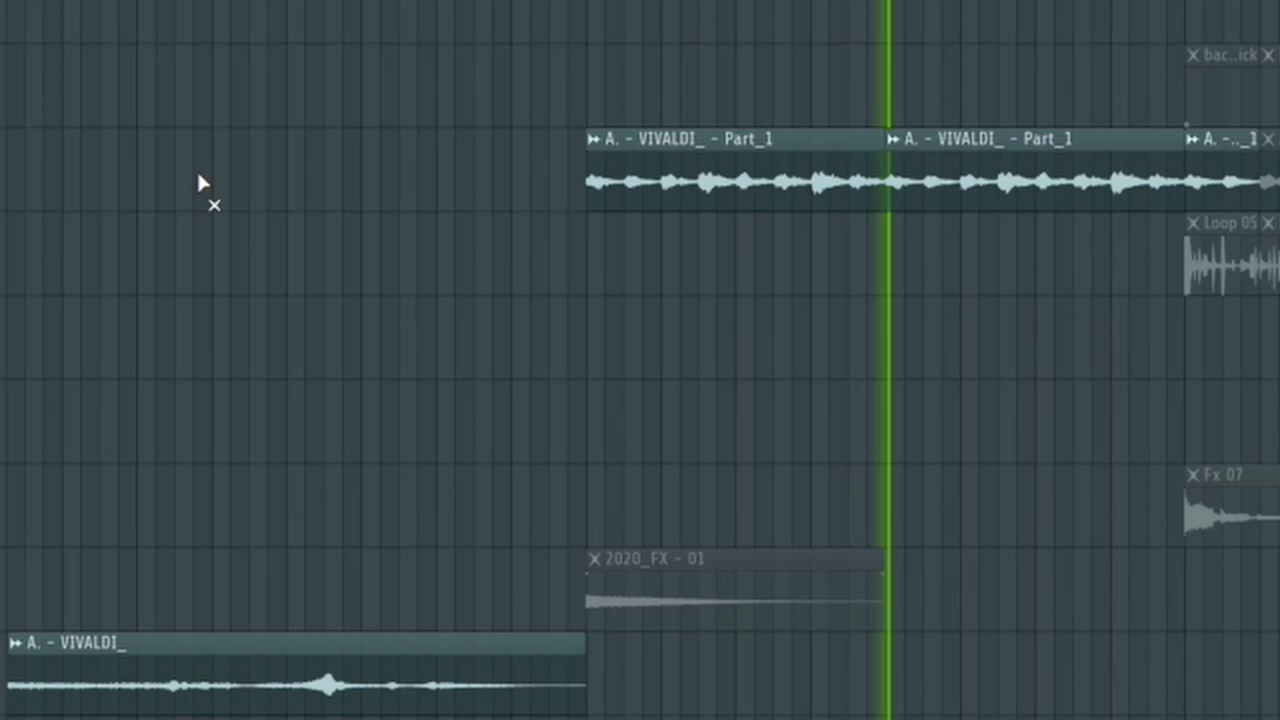 bac..ick
A. - VIVALDI_ - Part_1
A. - VIVALDI_ - Part_1
A. -.._1
Loop 05
Fx 07
2020_FX - 01
A. - VIVALDI_